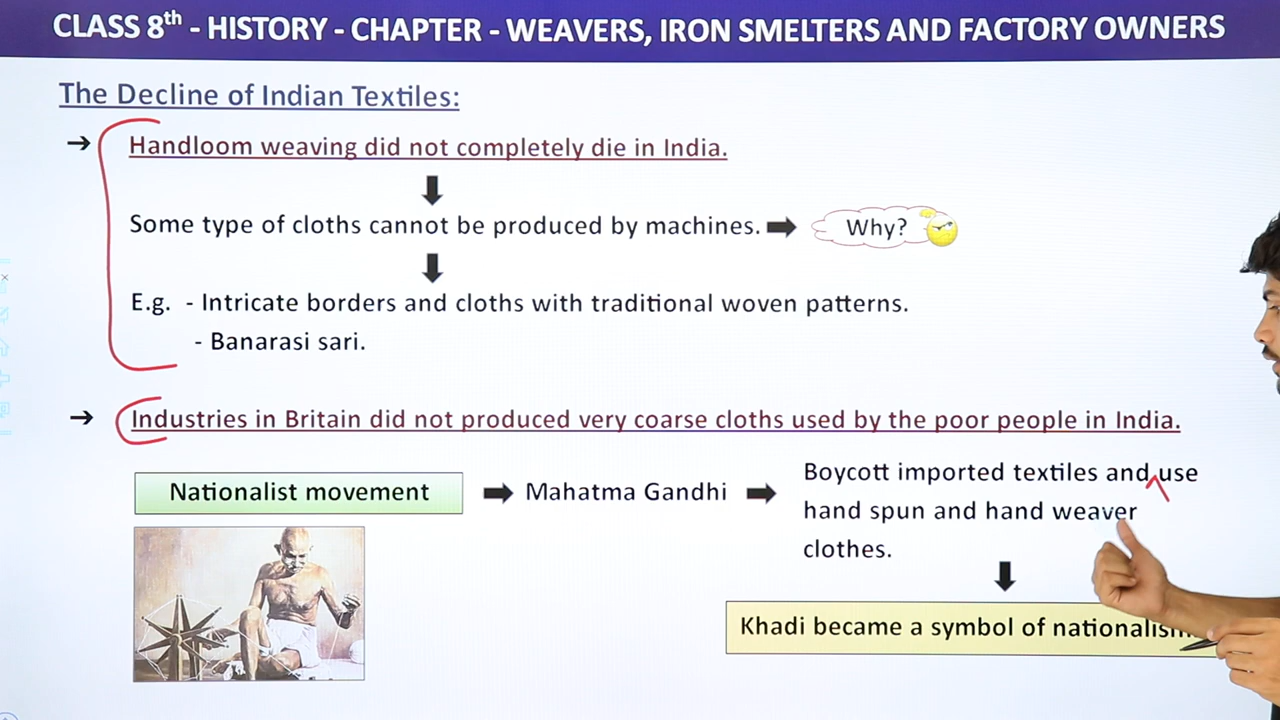 CLASS 8th - HISTORY - CHAPTER - WEAVERS, IRON SMELTERS AND FACTORY OWNERS
The Decline of Indian Textiles:
➔ Handloom weaving did not completely die in India.
Some type of cloths cannot be produced by machines. Why?
E.g. - Intricate borders and cloths with traditional woven patterns.
- Banarasi sari.
➔ Industries in Britain did not produced very coarse cloths used by the poor people in India.
Nationalist movement
Mahatma Gandhi
Boycott imported textiles and use
hand spun and hand weaver
clothes.
Khadi became a symbol of nationalism.